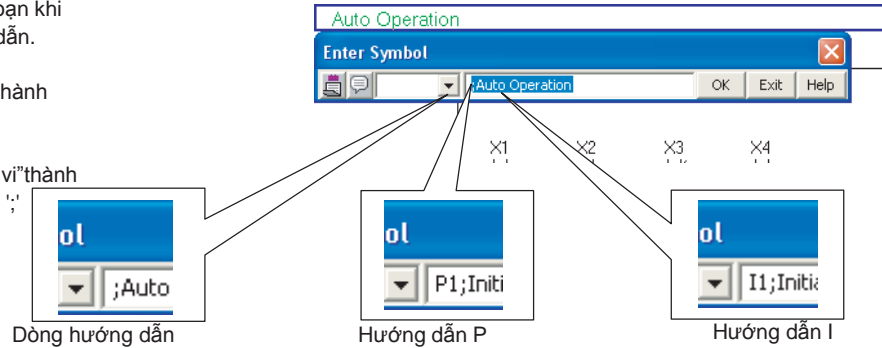 bạn khi
dẫn.
thành
vi"thành
';'
Auto Operation
Enter Symbol
;Auto Operation
OK Exit Help
X1 X2 X3 X4
ol
;Auto
Dòng hướng dẫn
ol
P1;Initi
Hướng dẫn P
ol
I1;Initia
Hướng dẫn I